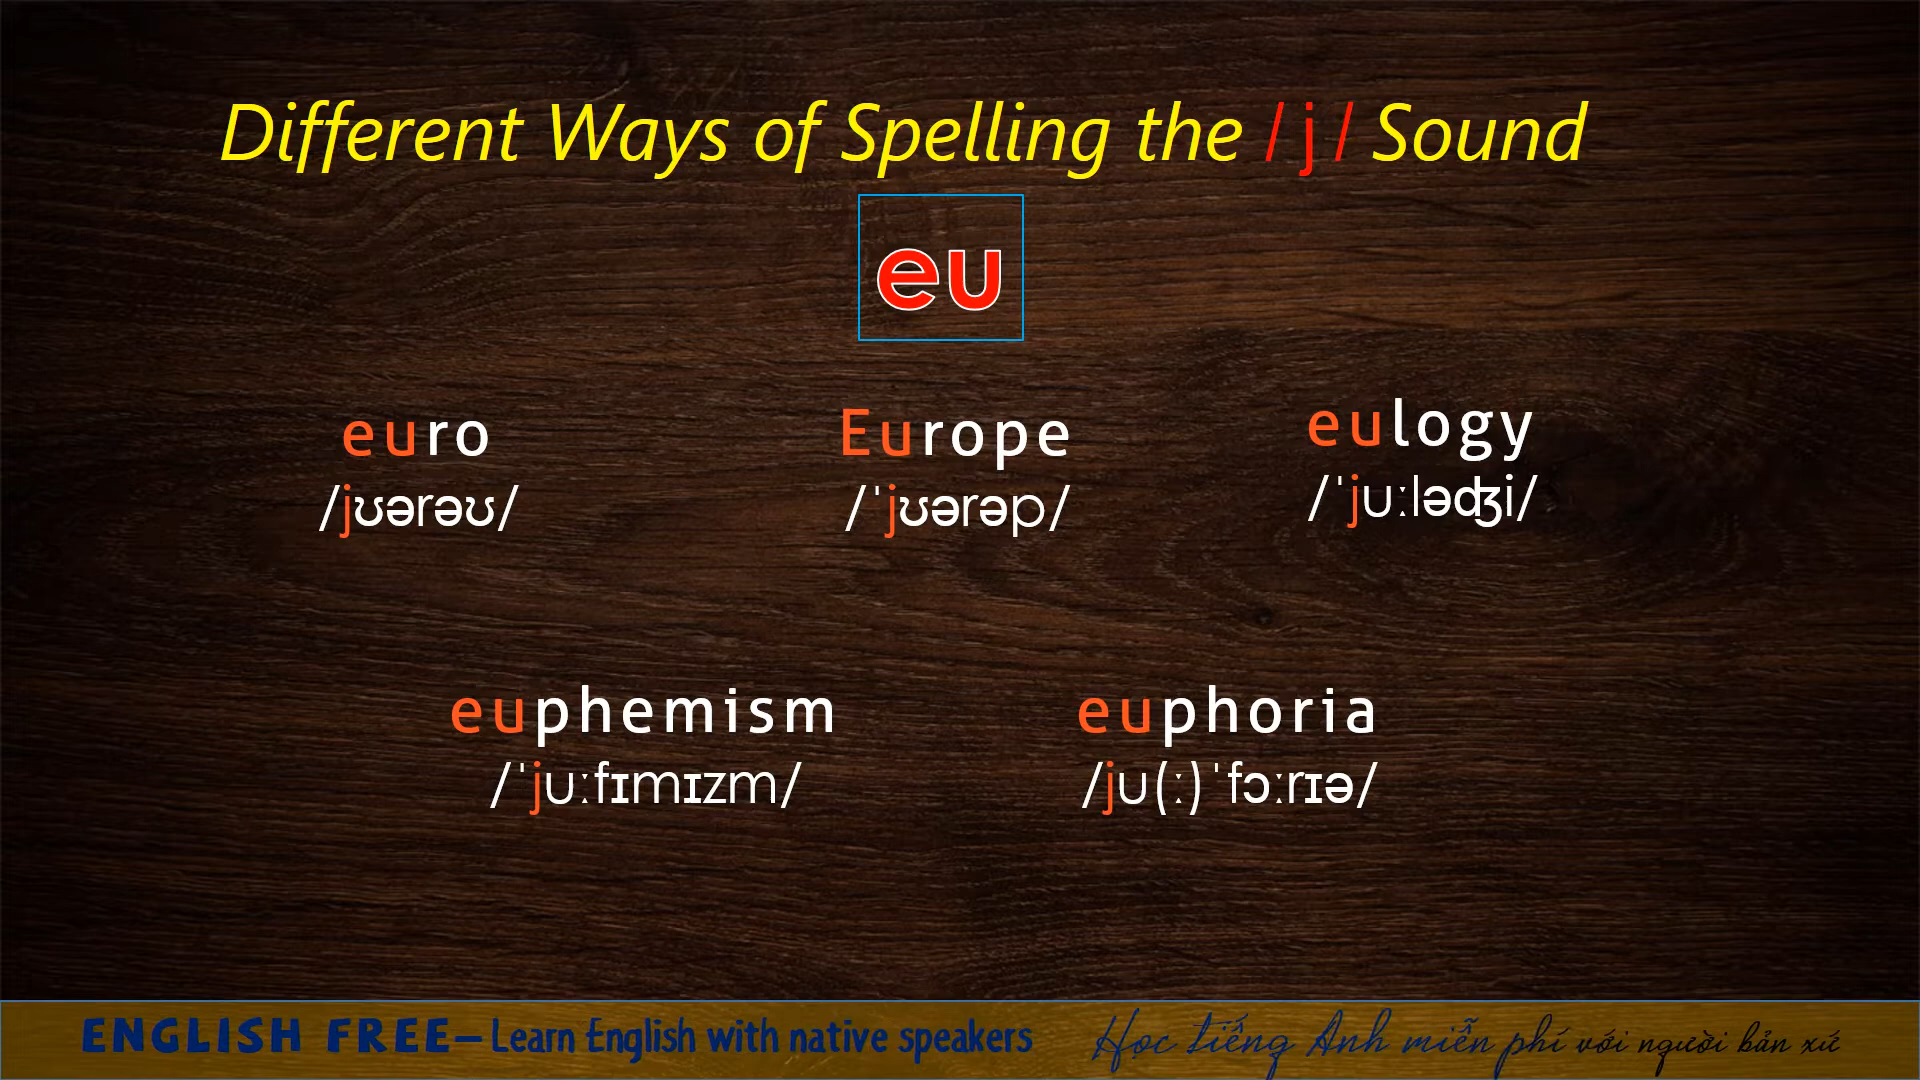 Different Ways of Spelling the /j/ Sound
eu
euro
/jʊərəʊ/
Europe
/ˈjʊərəp/
eulogy
/ˈjuːləʤi/
euphemism
/ˈjuːfɪmɪzm/
euphoria
/ju(ː)ˈfɔːrɪə/
ENGLISH FREE– Learn English with native speakers
Học tiếng Anh miễn phí với người bản xứ